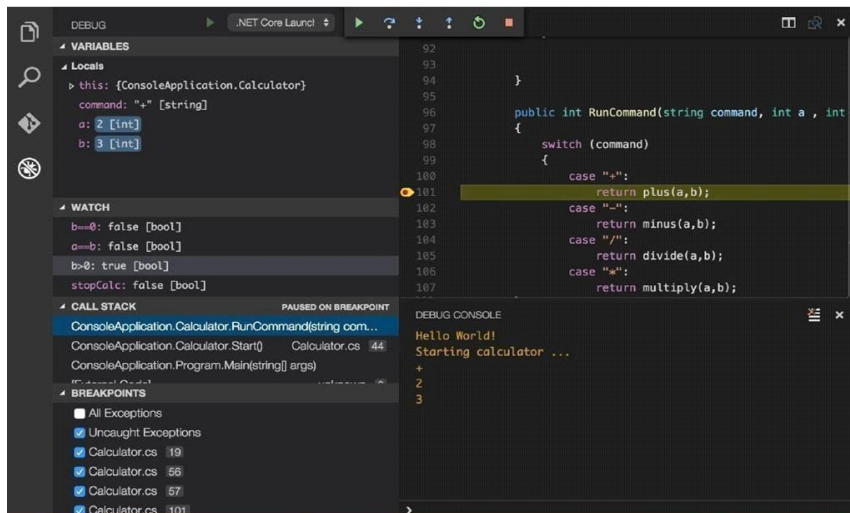 DEBUG
.NET Core Launcl
VARIABLES
Locals
this: {ConsoleApplication.Calculator}
command: "+" [string]
a: 2 [int]
b: 3 [int]
WATCH
b==0: false [bool]
a==b: false [bool]
b>0: true [bool]
stopCalc: false [bool]
CALL STACK PAUSED ON BREAKPOINT
ConsoleApplication.Calculator.RunCommand(string com...
ConsoleApplication.Calculator.Start() Calculator.cs 44
ConsoleApplication.Program.Main(string[] args)
BREAKPOINTS
All Exceptions
Uncaught Exceptions
Calculator.cs 19
Calculator.cs 56
Calculator.cs 57
Calculator.cs 101
92
93
94 }
95
96 public int RunCommand(string command, int a , int
97 {
98 switch (command)
99 {
100 case "+":
101 return plus(a,b);
102 case "-":
103 return minus(a,b);
104 case "/":
105 return divide(a,b);
106 case "*":
107 return multiply(a,b);
DEBUG CONSOLE
Hello World!
Starting calculator ...
+
2
3